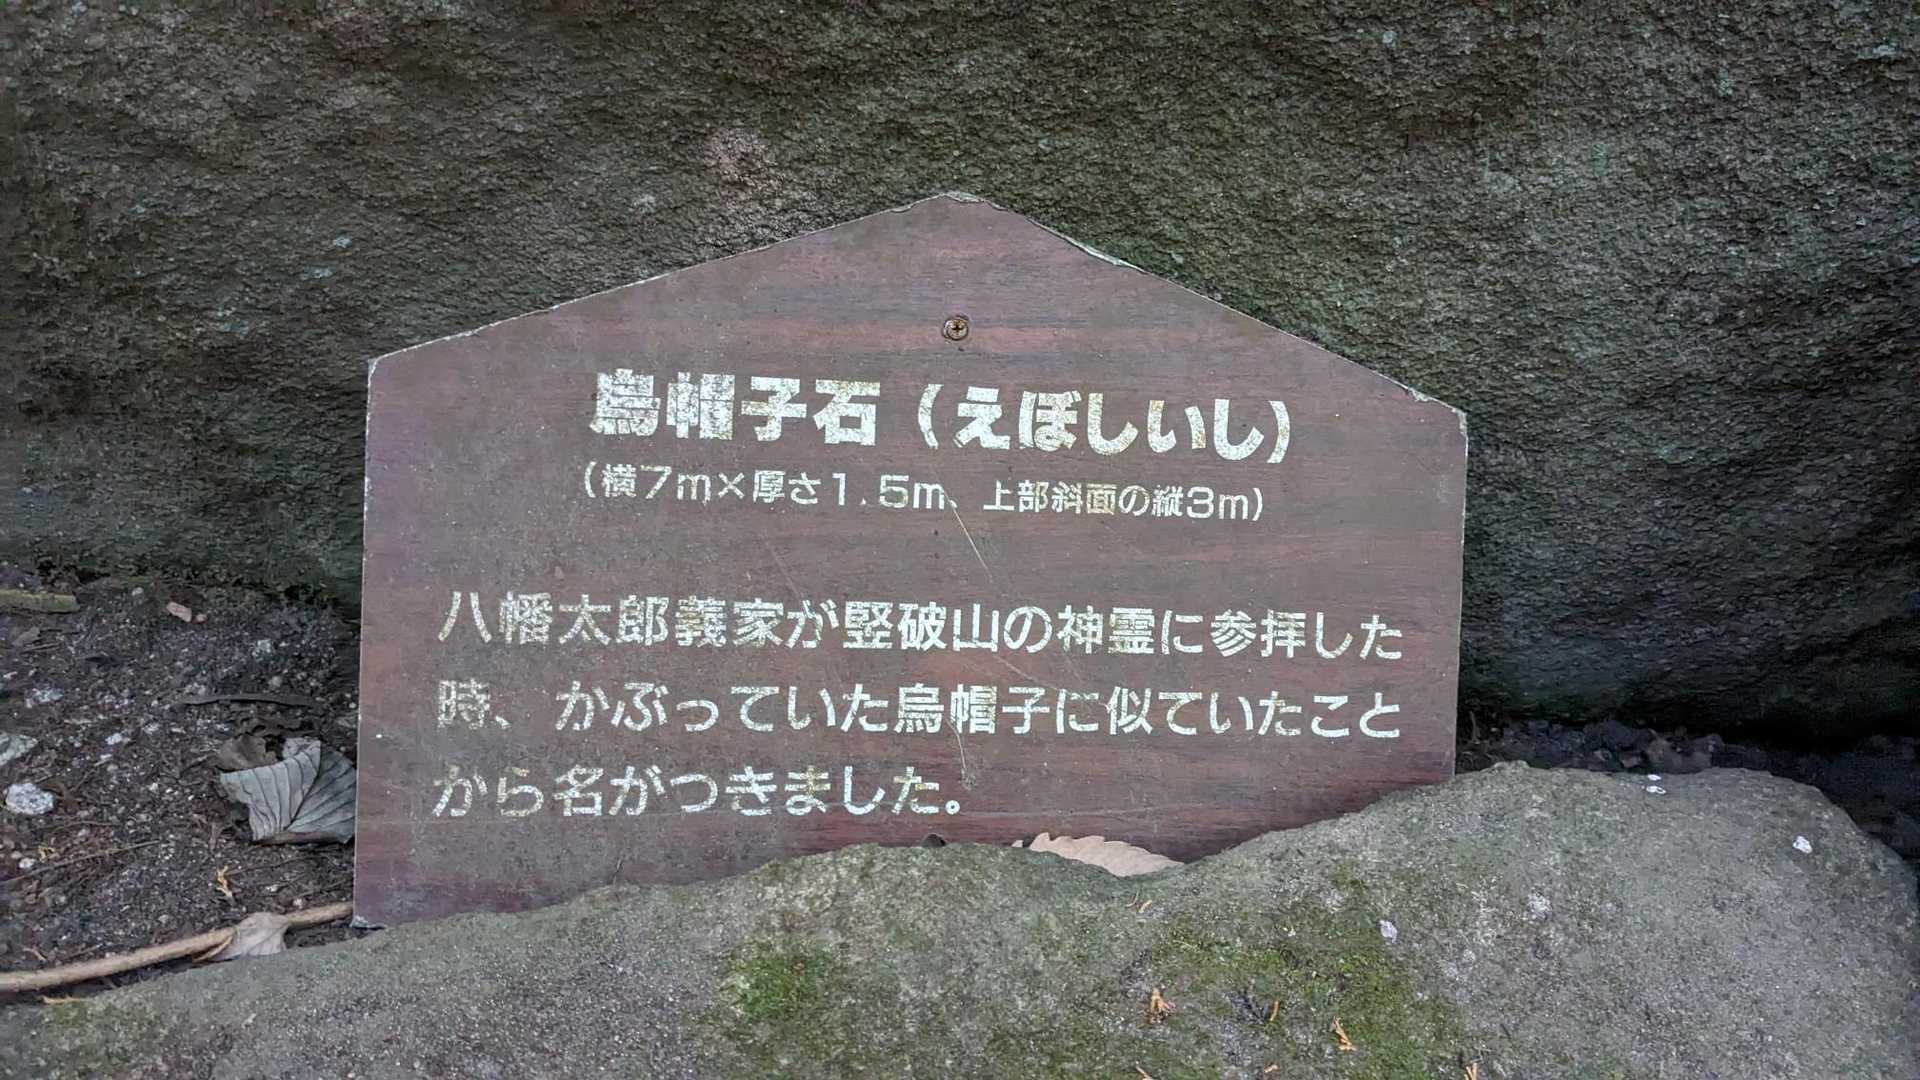 烏帽子石（えぼしいし）
（横7m×厚さ1.5m、上部斜面の縦3m）
八幡太郎義家が竪破山の神霊に参拝した
時、かぶっていた烏帽子に似ていたこと
から名がつきました。